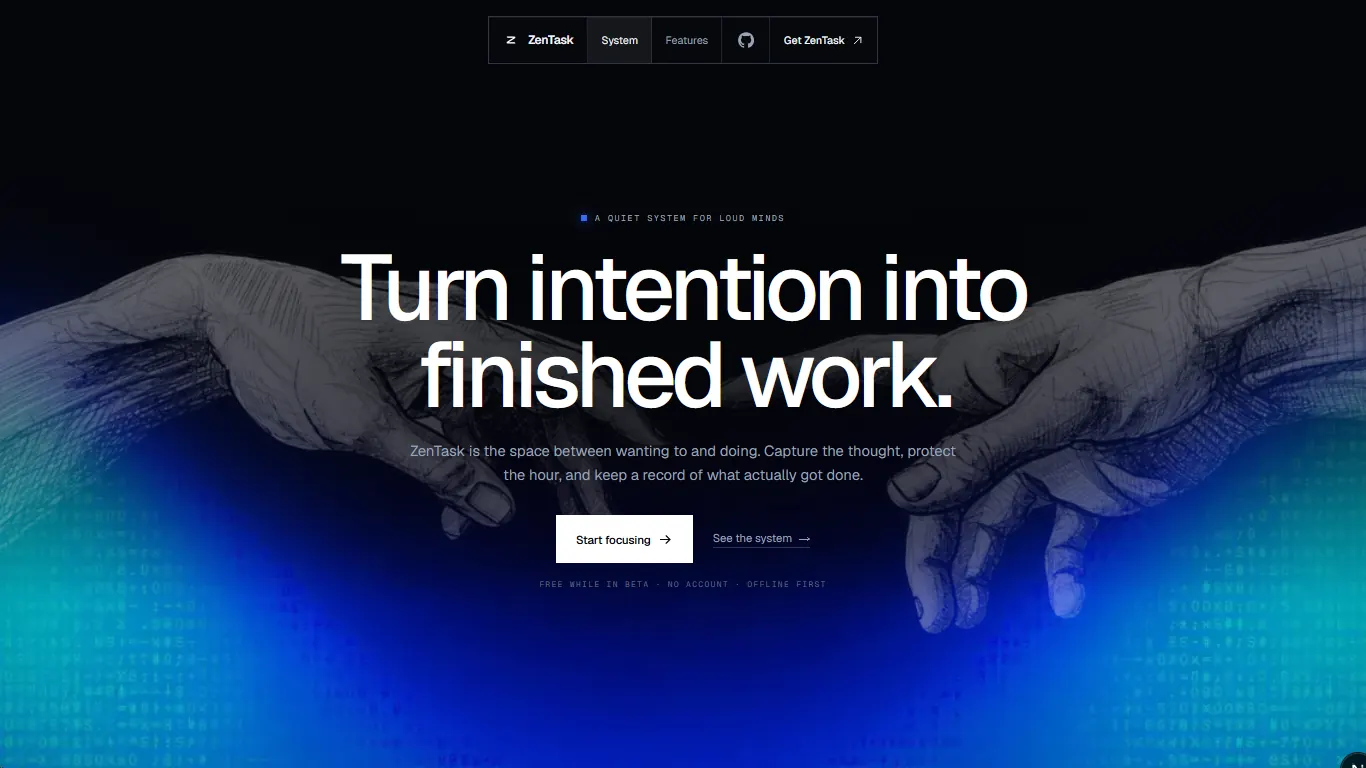 ZenTask
System
Features
Get ZenTask
A QUIET SYSTEM FOR LOUD MINDS
Turn intention into
finished work.
ZenTask is the space between wanting to and doing. Capture the thought, protect
the hour, and keep a record of what actually got done.
Start focusing →
See the system →
FREE WHILE IN BETA · NO ACCOUNT · OFFLINE FIRST